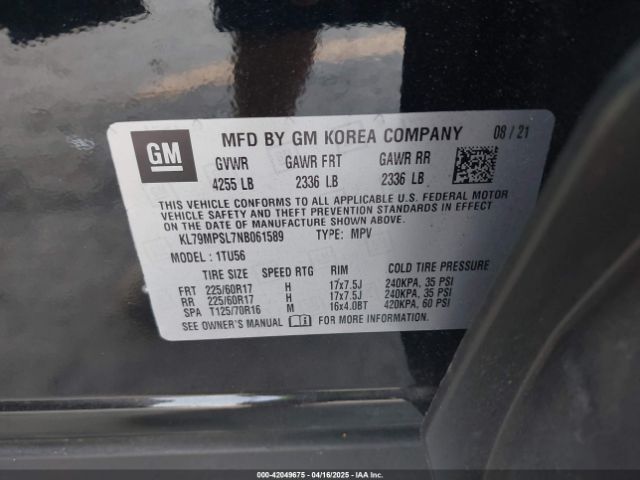 GM
MFD BY GM KOREA COMPANY 08 / 21
GVWR GAWR FRT GAWR RR
4255 LB 2336 LB 2336 LB
THIS VEHICLE CONFORMS TO ALL APPLICABLE U.S. FEDERAL MOTOR
VEHICLE SAFETY AND THEFT PREVENTION STANDARDS IN EFFECT
ON THE DATE OF MANUFACTURE SHOWN ABOVE.
KL79MPSL7NB061589 TYPE: MPV
MODEL : 1TU56
TIRE SIZE SPEED RTG RIM COLD TIRE PRESSURE
FRT 225/60R17 H 17x7.5J 240KPA, 35 PSI
RR 225/60R17 H 17x7.5J 240KPA, 35 PSI
SPA T125/70R16 M 16x4.0BT 420KPA, 60 PSI
SEE OWNER'S MANUAL FOR MORE INFORMATION.
000-42049675 - 04/16/2025 - IAA Inc.